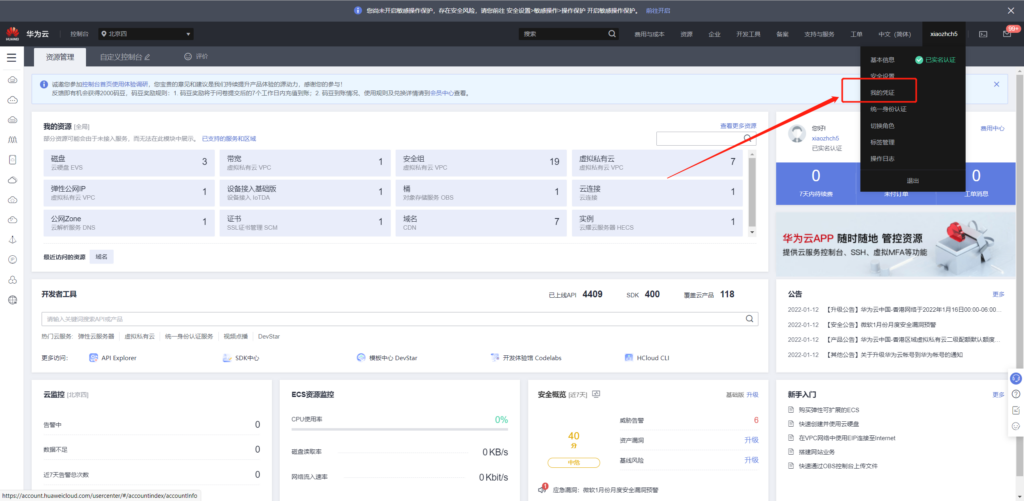 您尚未开启敏感操作保护，存在安全风险。请您前往 安全设置>敏感操作>操作保护 开启敏感操作保护。 前往开启
HUAWEI 华为云 控制台 北京四 搜索 费用与成本 资源 企业 开发工具 备案 支持与服务 工单 中文 (简体) xiaozhch5 99+
资源管理 自定义控制台 评价
基本信息 已实名认证
安全设置
我的凭证
统一身份认证
切换角色
标签管理
操作日志
退出
诚邀您参加控制台首页使用体验调研，您宝贵的意见和建议是我们持续提升产品体验的源动力，感谢您的参与!
反馈即有机会获得2000码豆，码豆奖励规则：1. 码豆奖励将于问卷提交后的7个工作日内充值到账；2. 码豆到账情况、使用规则及兑换详情请到会员中心查看。
我的资源 [全局] 查看更多资源
部分资源可能会由于未接入服务，而无法在此模块中展示。 已支持的服务和区域
磁盘 3
云硬盘 EVS
带宽 1
虚拟私有云 VPC
安全组 19
虚拟私有云 VPC
虚拟私有云 7
虚拟私有云 VPC
弹性公网IP 1
虚拟私有云 VPC
设备接入基础版 1
设备接入 IoTDA
桶 1
对象存储服务 OBS
云连接 1
云连接
公网Zone 1
云解析服务 DNS
证书 1
SSL证书管理 SCM
域名 7
CDN
实例 1
云耀云服务器 HECS
最近访问的资源 域名
您好!
xiaozhch5
已实名认证
费用中心
0 0
7天内待续费 未付订单 工单消息
华为云APP 随时随地 管控资源
提供云服务控制台、SSH、虚拟MFA等功能
开发者工具 已上线API 4409 SDK 400 覆盖云产品 118
请输入关键词搜索API或产品
热门云服务: 弹性云服务器 虚拟私有云 统一身份认证服务 视频点播 DevStar
更多访问: API Explorer SDK中心 模板中心 DevStar 开发体验馆 Codelabs HCloud CLI
公告 更多
2022-01-12 【升级公告】华为云中国-香港网络于2022年1月16日00:00-06:00...
2022-01-12 【安全公告】微软1月份月度安全漏洞预警
2022-01-12 【产品公告】华为云中国-香港区域虚拟私有云二级配额默认额度...
2022-01-12 【其他公告】关于升级华为云帐号到华为帐号的通知
云监控 [北京四]
告警中 0
数据不足 0
近7天告警总次数 0
ECS资源监控
CPU使用率 0%
磁盘读取率 0 KB/s
网络流入速率 0 Kbit/s
安全概览 [近7天] 基础版 升级
40
分
中危
威胁告警 6
资产漏洞 升级
基线风险 升级
1 应急漏洞：微软1月份月度安全漏洞预警
新手入门 更多
购买弹性可扩展的ECS
快速创建并使用云硬盘
在VPC网络中使用EIP连接至Internet
搭建网站业务
快速通过OBS控制台上传文件
https://account.huaweicloud.com/usercenter/#/accountindex/accountInfo